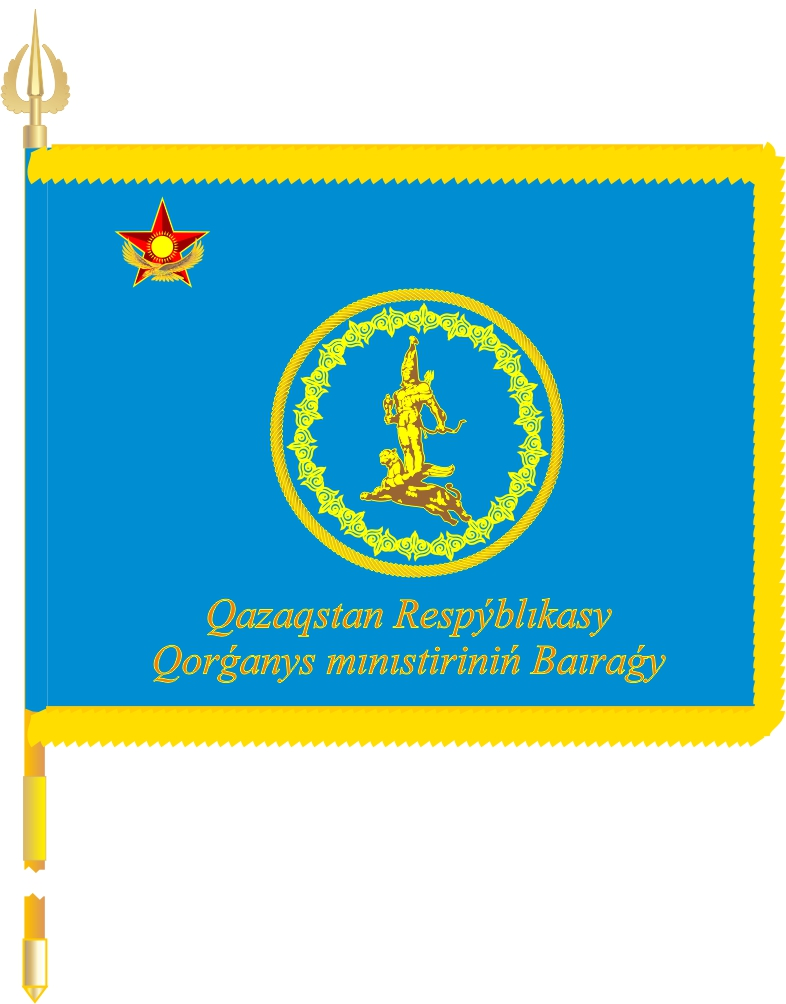 Qazaqstan Respýblıkasy
Qorǵanys mınıstiriniń Baıraǵy